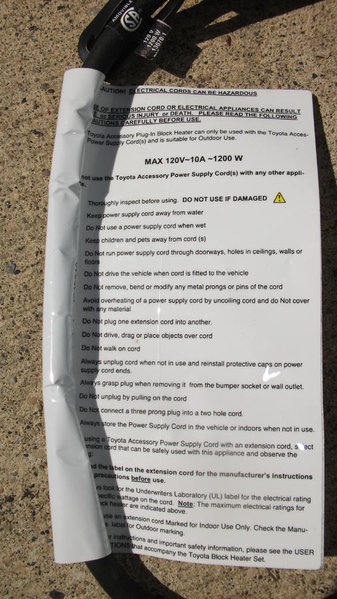 120 V
1200 W
CAUTION! ELECTRICAL CORDS CAN BE HAZARDOUS
OF EXTENSION CORD OR ELECTRICAL APPLIANCES CAN RESULT
or SERIOUS INJURY or DEATH. PLEASE READ THE FOLLOWING
CAUTIONS CAREFULLY BEFORE USE.
Toyota Accessory Plug-In Block Heater can only be used with the Toyota Acces-
Power Supply Cord(s) and is suitable for Outdoor Use.
MAX 120V~10A ~1200 W
not use the Toyota Accessory Power Supply Cord(s) with any other appli-
Thoroughly inspect before using. DO NOT USE IF DAMAGED
Keep power supply cord away from water
Do Not use a power supply cord when wet
Keep children and pets away from cord (s)
Do Not run power supply cord through doorways, holes in ceilings, walls or
floors
Do Not drive the vehicle when cord is fitted to the vehicle
Do Not remove, bend or modify any metal prongs or pins of the cord
Avoid overheating of a power supply cord by uncoiling cord and do Not cover
with any material
Do Not plug one extension cord into another.
Do Not drive, drag or place objects over cord
Do Not walk on cord
Always unplug cord when not in use and reinstall protective caps on power
supply cord ends.
Always grasp plug when removing it from the bumper socket or wall outlet.
Do Not unplug by pulling on the cord
Do Not connect a three prong plug into a two hole cord.
Always store the Power Supply Cord in the vehicle or indoors when not in use.
using a Toyota Accessory Power Supply Cord with an extension cord, select
cord that can be safely used with this appliance and observe the
the label on the extension cord for the manufacturer's instructions
precautions before use.
look for the Underwriters Laboratory (UL) label for the electrical rating
wattage on the cord. Note: The maximum electrical ratings for
heater are indicated above.
use an extension cord Marked for Indoor Use Only. Check the Manu-
label for Outdoor marking.
instructions and important safety information, please see the USER
that accompany the Toyota Block Heater Set.